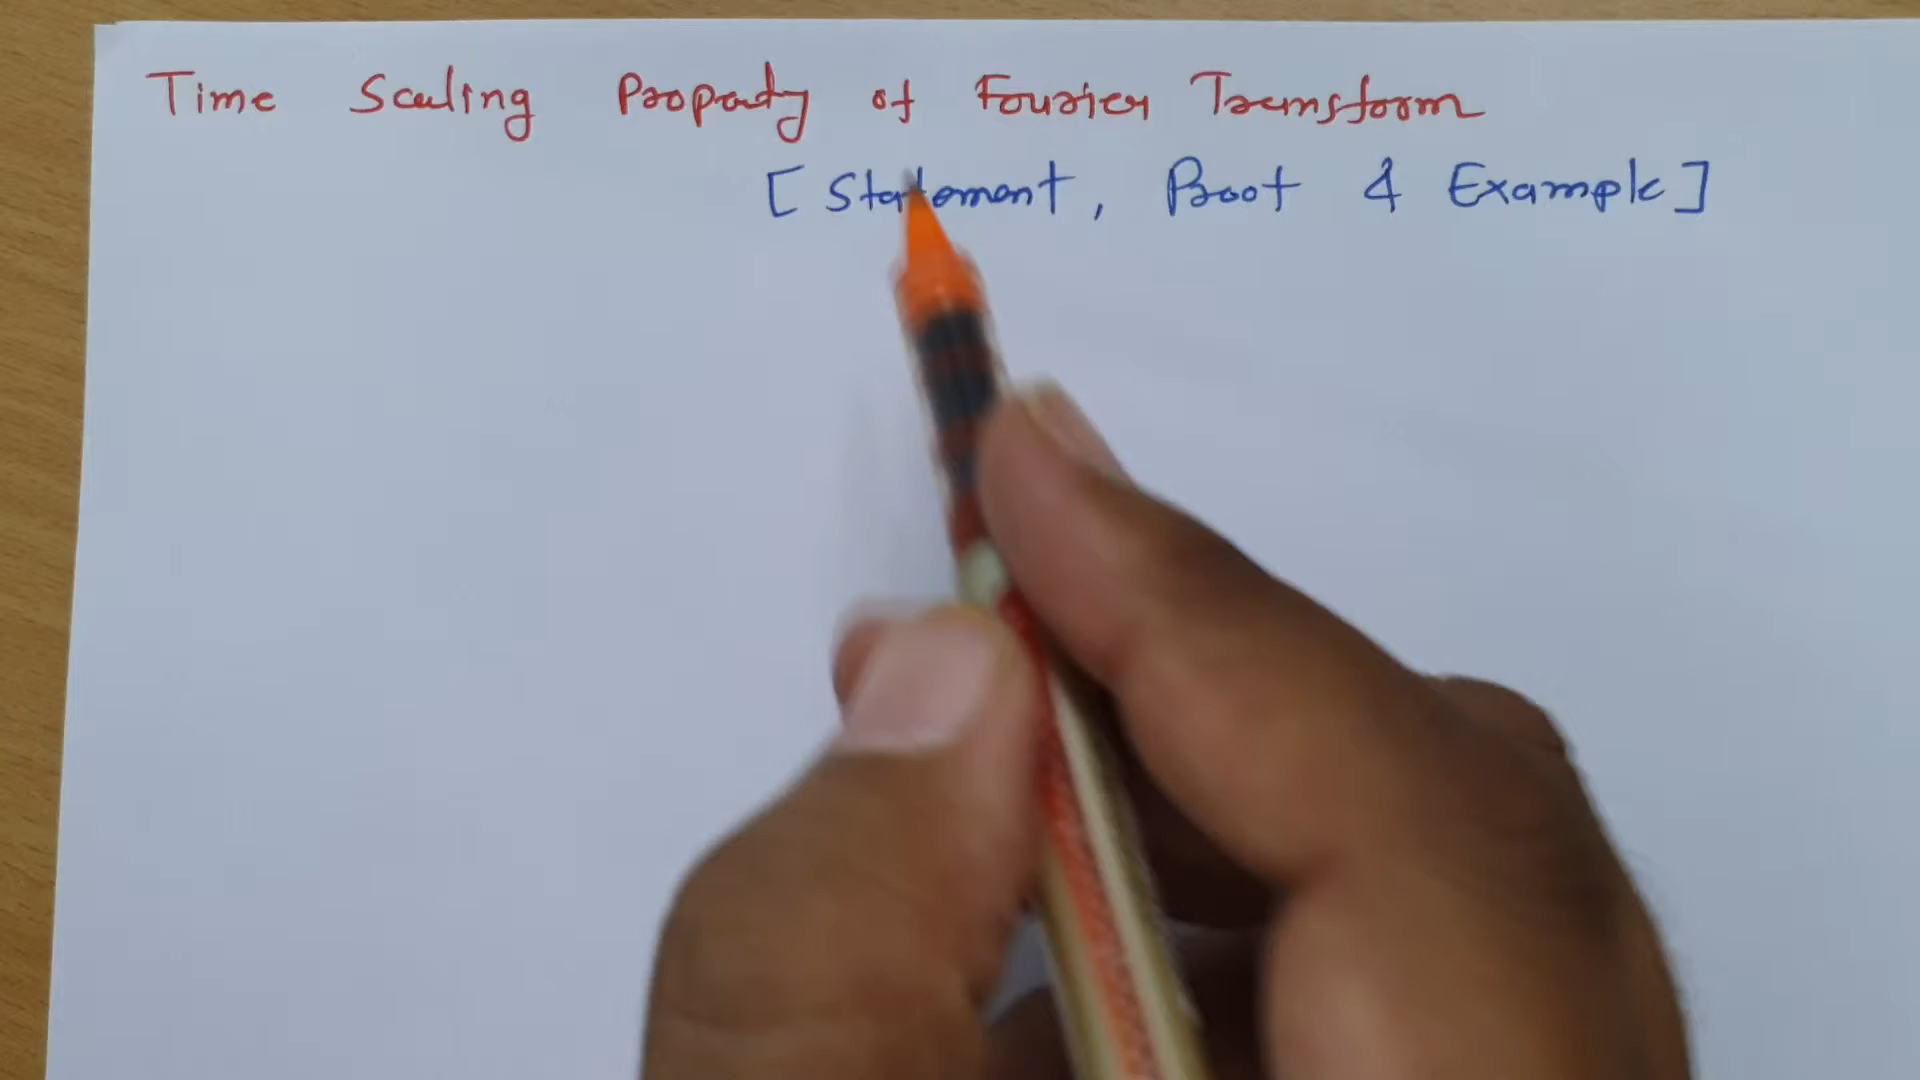 Time Scaling Property of Fourier Transform
[ Statement, Proof & Example ]